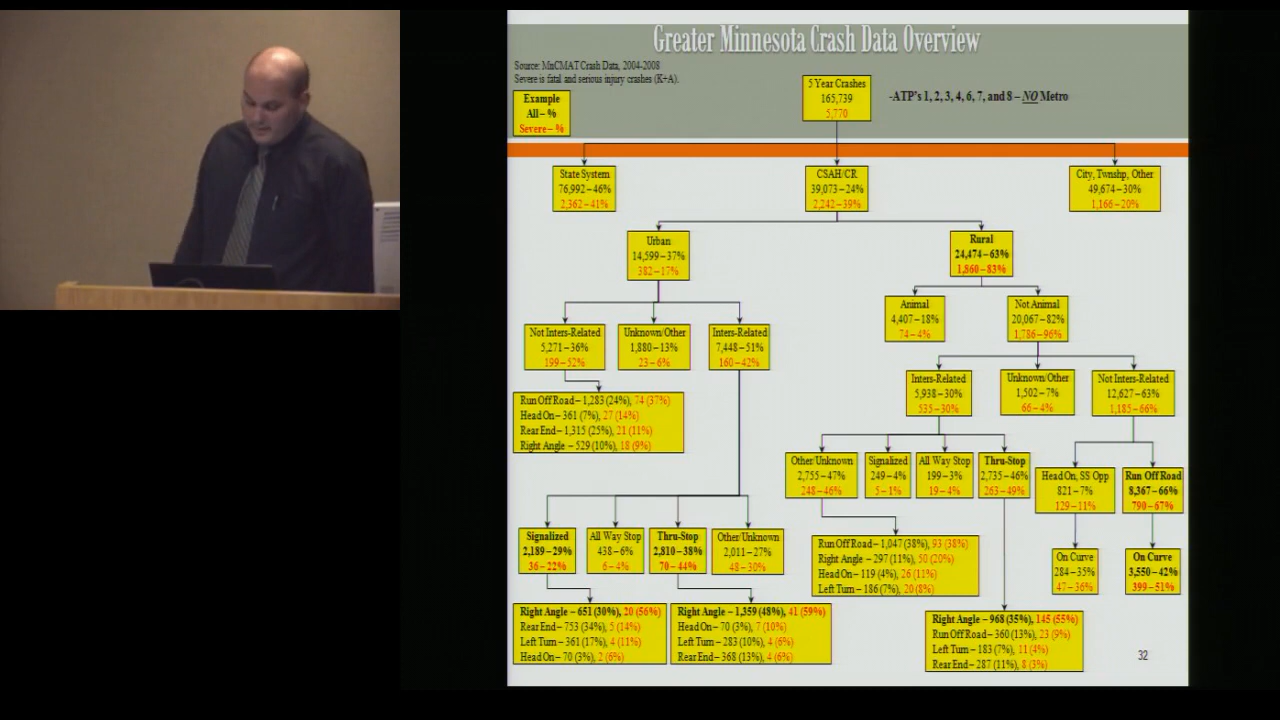 Greater Minnesota Crash Data Overview
Source: MnCMAT Crash Data, 2004-2008
Severe is fatal and serious injury crashes (K+A).
Example
All – %
Severe – %
5 Year Crashes
165,739
5,770
-ATP's 1, 2, 3, 4, 6, 7, and 8 – NO Metro
State System
76,992 – 46%
2,362 – 41%
CSAH/CR
39,073 – 24%
2,242 – 39%
City, Twnshp, Other
49,674 – 30%
1,166 – 20%
Urban
14,599 – 37%
382 – 17%
Rural
24,474 – 63%
1,860 – 83%
Animal
4,407 – 18%
74 – 4%
Not Animal
20,067 – 82%
1,786 – 96%
Not Inters-Related
5,271 – 36%
199 – 52%
Unknown/Other
1,880 – 13%
23 – 6%
Inters-Related
7,448 – 51%
160 – 42%
Inters-Related
5,938 – 30%
535 – 30%
Unknown/Other
1,502 – 7%
66 – 4%
Not Inters-Related
12,627 – 63%
1,185 – 66%
Run Off Road – 1,283 (24%), 74 (37%)
Head On – 361 (7%), 27 (14%)
Rear End – 1,315 (25%), 21 (11%)
Right Angle – 529 (10%), 18 (9%)
Other/Unknown
2,755 – 47%
248 – 46%
Signalized
249 – 4%
5 – 1%
All Way Stop
199 – 3%
19 – 4%
Thru-Stop
2,735 – 46%
263 – 49%
Head On, SS Opp
821 – 7%
129 – 11%
Run Off Road
8,367 – 66%
790 – 67%
Signalized
2,189 – 29%
36 – 22%
All Way Stop
438 – 6%
6 – 4%
Thru-Stop
2,810 – 38%
70 – 44%
Other/Unknown
2,011 – 27%
48 – 30%
Run Off Road – 1,047 (38%), 93 (38%)
Right Angle – 297 (11%), 50 (20%)
Head On – 119 (4%), 26 (11%)
Left Turn – 186 (7%), 20 (8%)
On Curve
284 – 35%
47 – 36%
On Curve
3,550 – 42%
399 – 51%
Right Angle – 651 (30%), 20 (56%)
Rear End – 753 (34%), 5 (14%)
Left Turn – 361 (17%), 4 (11%)
Head On – 70 (3%), 2 (6%)
Right Angle – 1,359 (48%), 41 (59%)
Head On – 70 (3%), 7 (10%)
Left Turn – 283 (10%), 4 (6%)
Rear End – 368 (13%), 4 (6%)
Right Angle – 968 (35%), 145 (55%)
Run Off Road – 360 (13%), 23 (9%)
Left Turn – 183 (7%), 11 (4%)
Rear End – 287 (11%), 8 (3%)
32